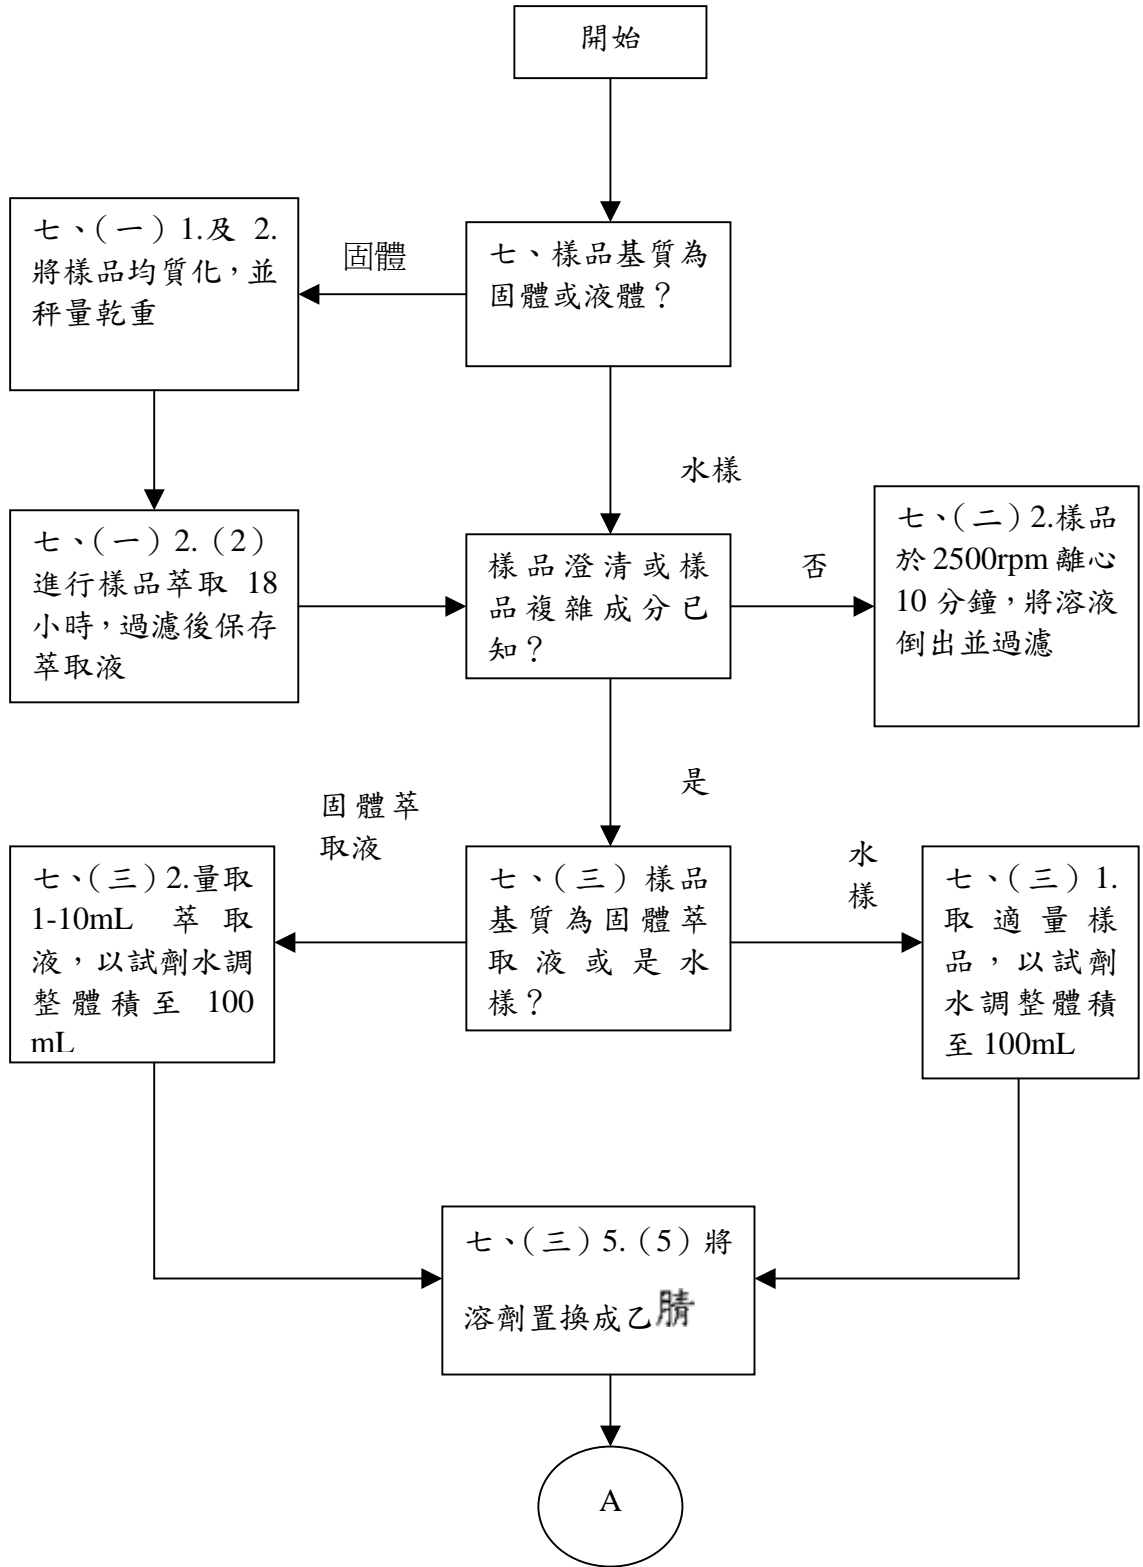 開始
七、(一) 1.及 2.
將樣品均質化，並
秤量乾重
固體
七、樣品基質為
固體或液體？
水樣
七、(一) 2. (2)
進行樣品萃取 18
小時，過濾後保存
萃取液
樣品澄清或樣
品複雜成分已
知？
否
七、(二) 2.樣品
於 2500rpm 離心
10 分鐘，將溶液
倒出並過濾
是
固體萃
取液
水
樣
七、(三) 2.量取
1-10mL 萃取
液，以試劑水調
整體積至 100
mL
七、(三) 樣品
基質為固體萃
取液或是水
樣？
七、(三) 1.
取適量樣
品，以試劑
水調整體積
至 100mL
七、(三) 5. (5) 將
溶劑置換成乙腈
A